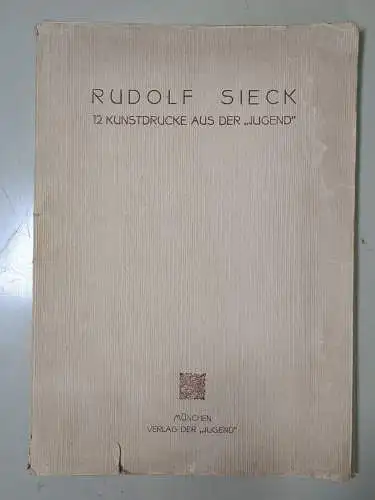 RUDOLF SIECK
12 KUNSTDRUCKE AUS DER „JUGEND"
MÜNCHEN
VERLAG DER „JUGEND"